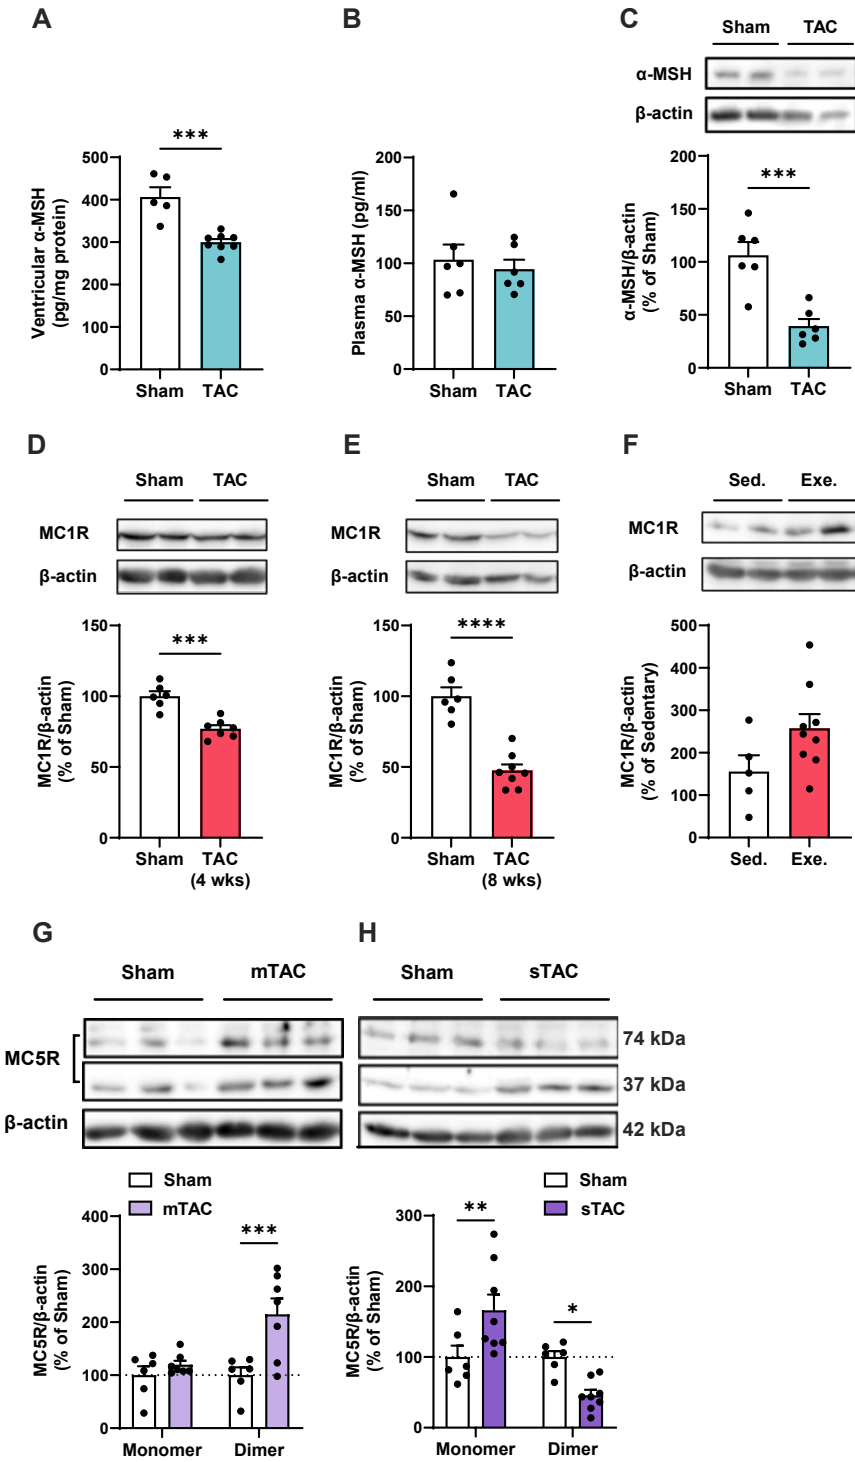 A
***
Ventricular α-MSH
(pg/mg protein)
500
400
300
200
100
0
Sham TAC
B
Plasma α-MSH (pg/ml)
200
150
100
50
0
Sham TAC
C
Sham TAC
α-MSH
β-actin
***
α-MSH/β-actin
(% of Sham)
200
150
100
50
0
Sham TAC
D
Sham TAC
MC1R
β-actin
***
MC1R/β-actin
(% of Sham)
150
100
50
0
Sham TAC
(4 wks)
E
Sham TAC
MC1R
β-actin
****
MC1R/β-actin
(% of Sham)
150
100
50
0
Sham TAC
(8 wks)
F
Sed. Exe.
MC1R
β-actin
MC1R/β-actin
(% of Sedentary)
500
400
300
200
100
0
Sed. Exe.
G
Sham mTAC
MC5R
β-actin
Sham
mTAC
***
MC5R/β-actin
(% of Sham)
400
300
200
100
0
Monomer Dimer
H
Sham sTAC
74 kDa
37 kDa
42 kDa
Sham
sTAC
**
*
MC5R/β-actin
(% of Sham)
300
200
100
0
Monomer Dimer